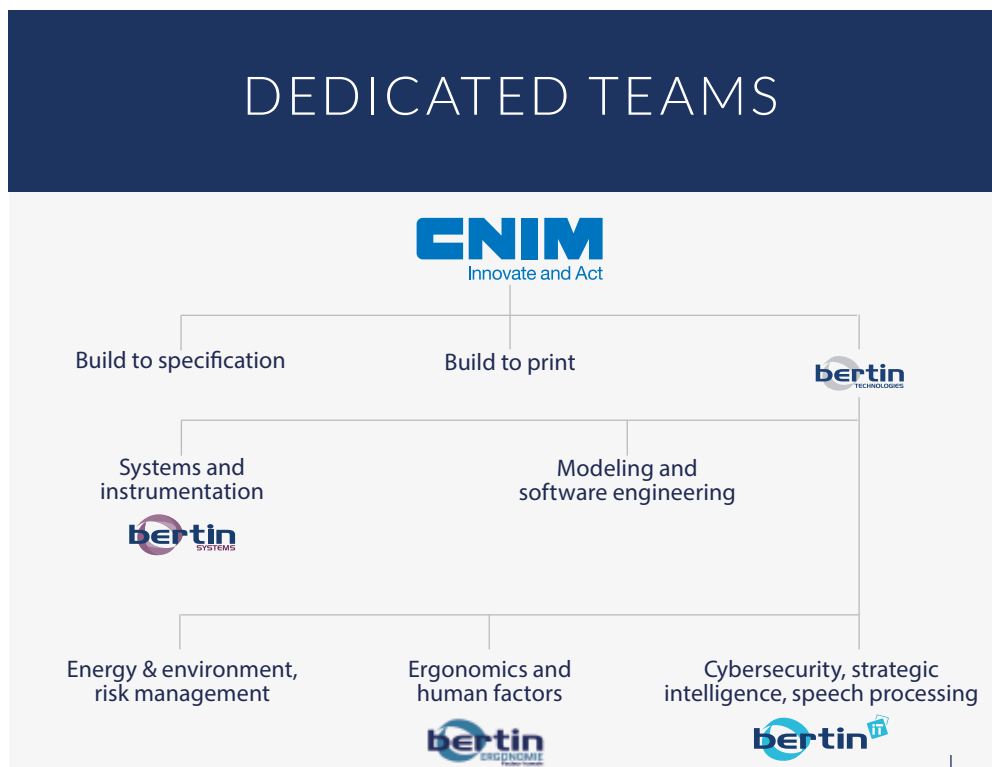 DEDICATED TEAMS
CNIM
Innovate and Act
Build to specification
Build to print
bertin
TECHNOLOGIES
Systems and
instrumentation
bertin
SYSTEMS
Modeling and
software engineering
Energy & environment,
risk management
Ergonomics and
human factors
bertin
ERGONOMIE
Cybersecurity, strategic
intelligence, speech processing
bertin
IT